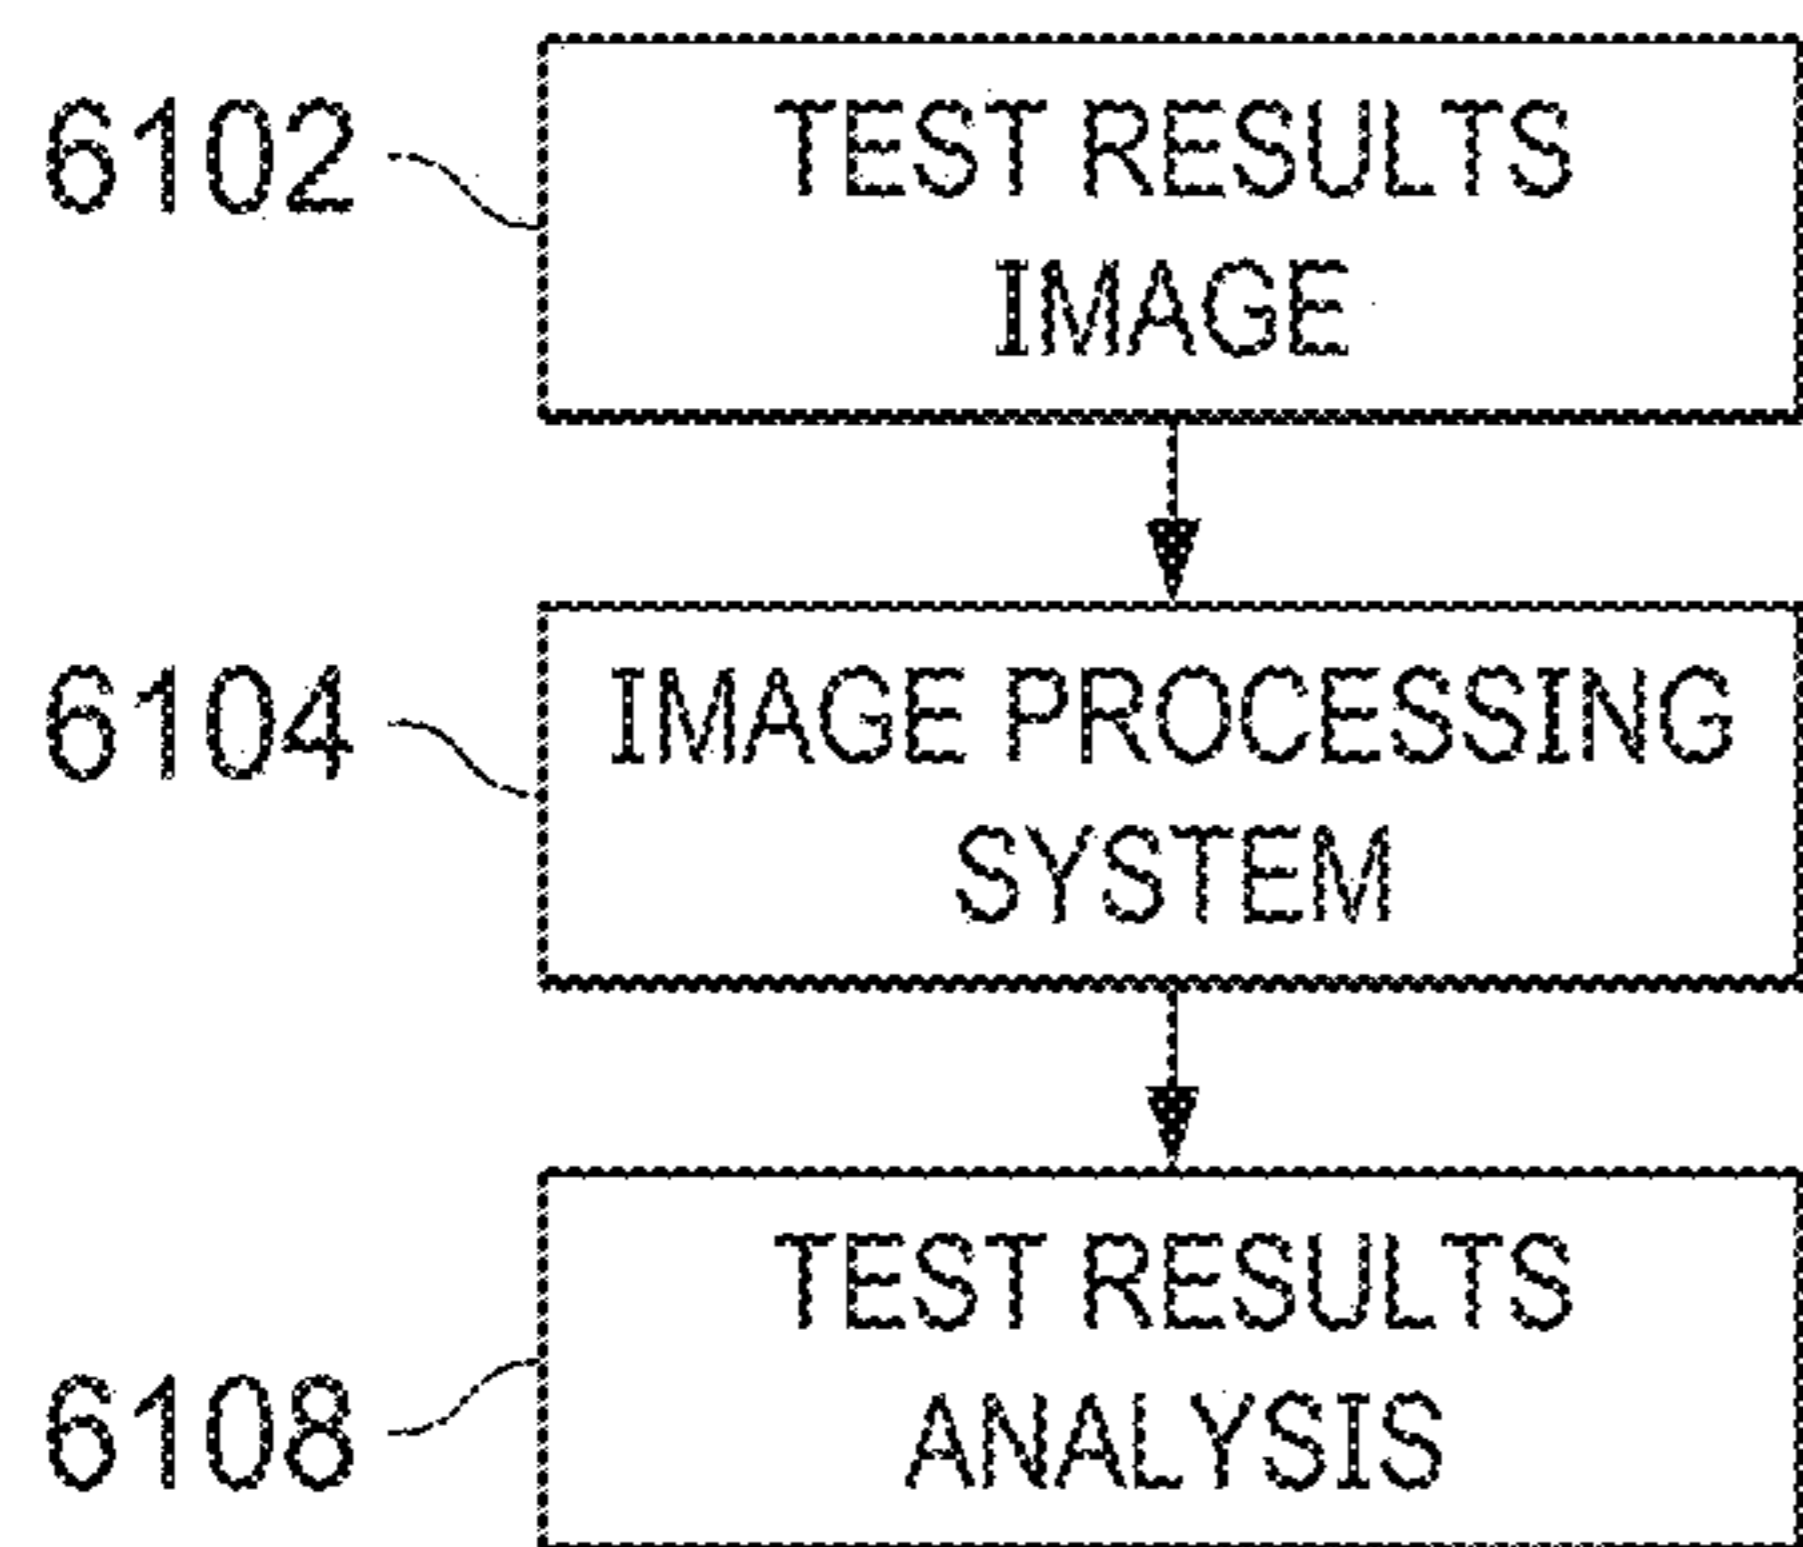 6102
TEST RESULTS
IMAGE
6104
IMAGE PROCESSING
SYSTEM
TEST RESULTS
6108
ANALYSIS